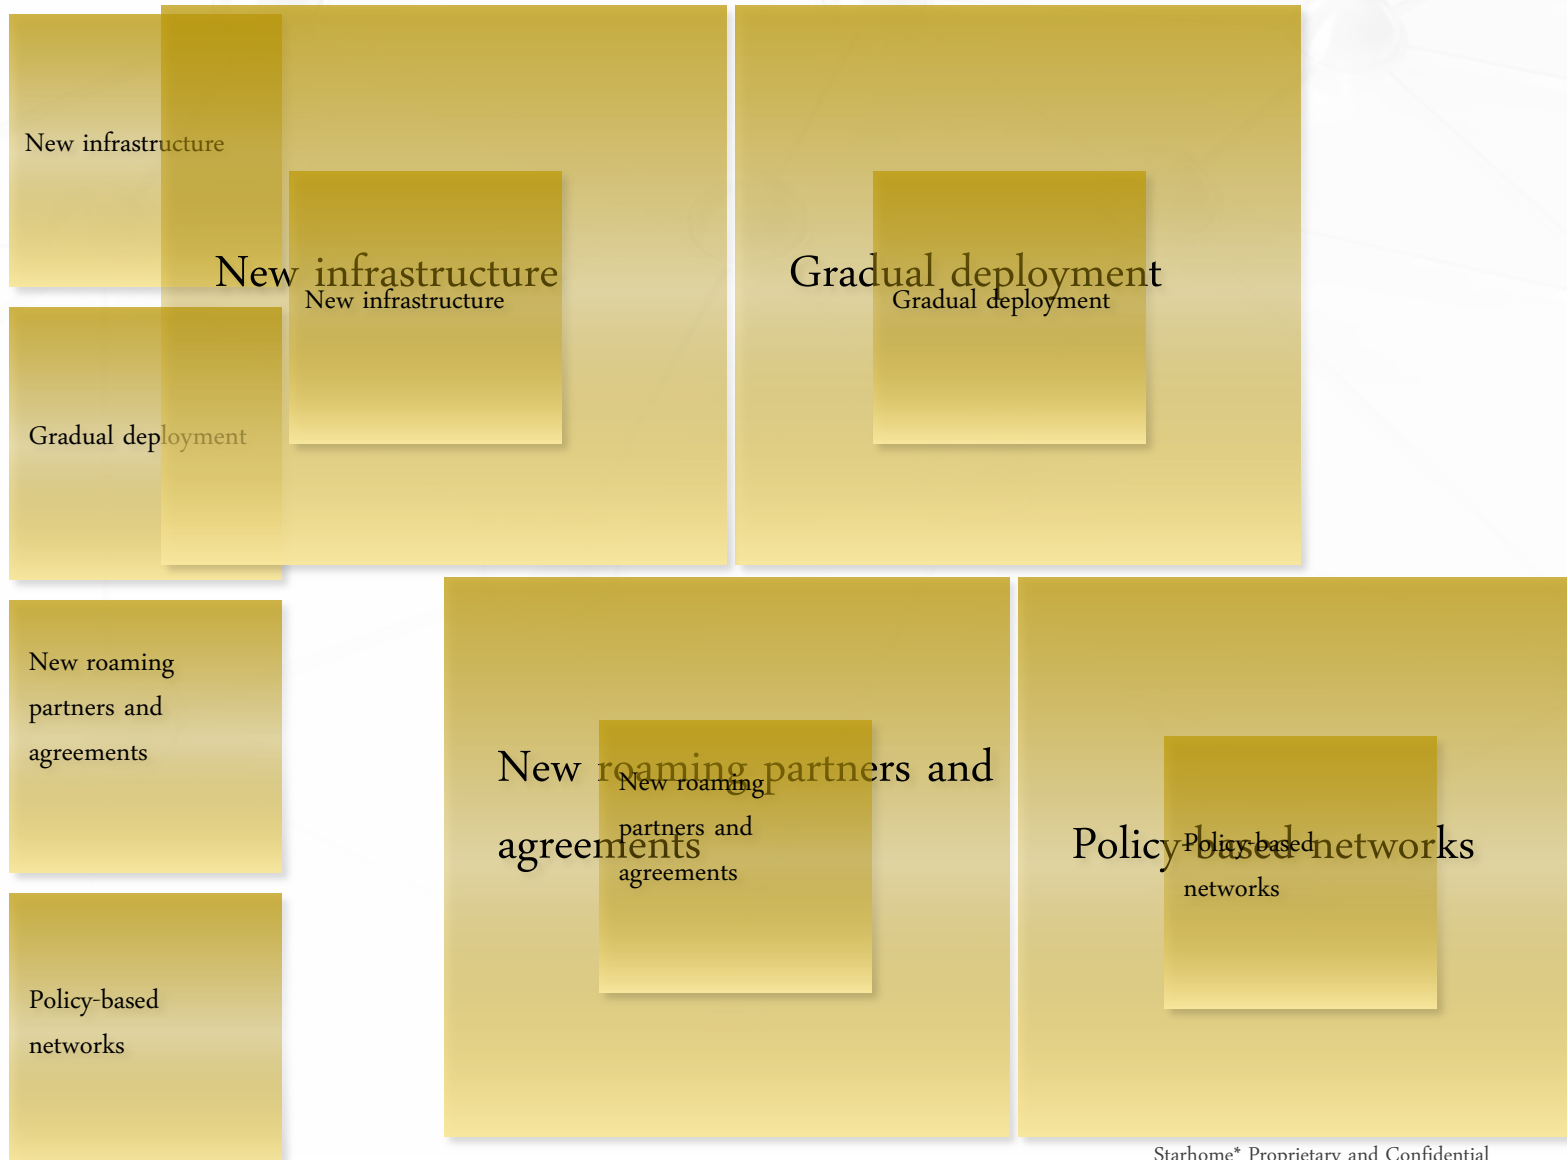 New infrastructure
New infrastructure
New infrastructure
Gradual deployment
Gradual deployment
Gradual deployment
New roaming
partners and
agreements
New roaming partners and
agreements
New roaming
partners and
agreements
Policy-based networks
Policy-based
networks
Policy-based
networks
Starhome* Proprietary and Confidential